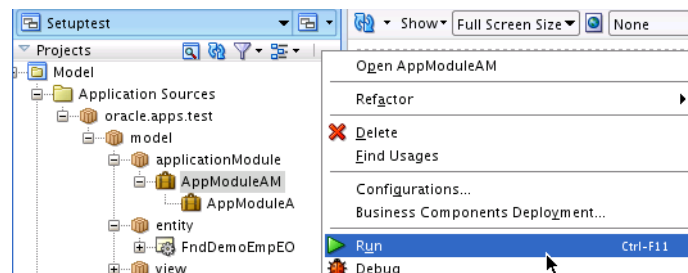 Setuptest
Show
Full Screen Size
None
Projects
Model
Application Sources
oracle.apps.test
model
applicationModule
AppModuleAM
AppModuleA
entity
FndDemoEmpEO
view
Open AppModuleAM
Refactor
Delete
Find Usages
Configurations...
Business Components Deployment...
Run Ctrl-F11
Debug